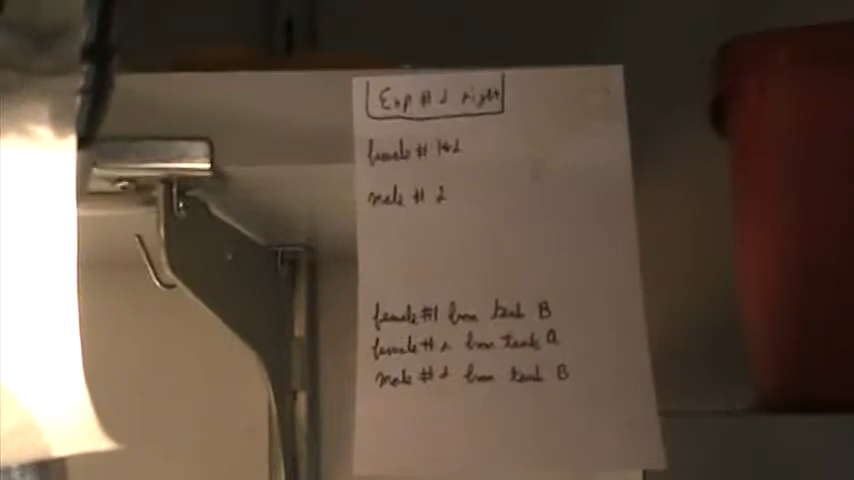 Exp # 2 right
female # 1+2
male # 2
female #1 from tank B
female # 2 from tank A
male # 2 from tank B